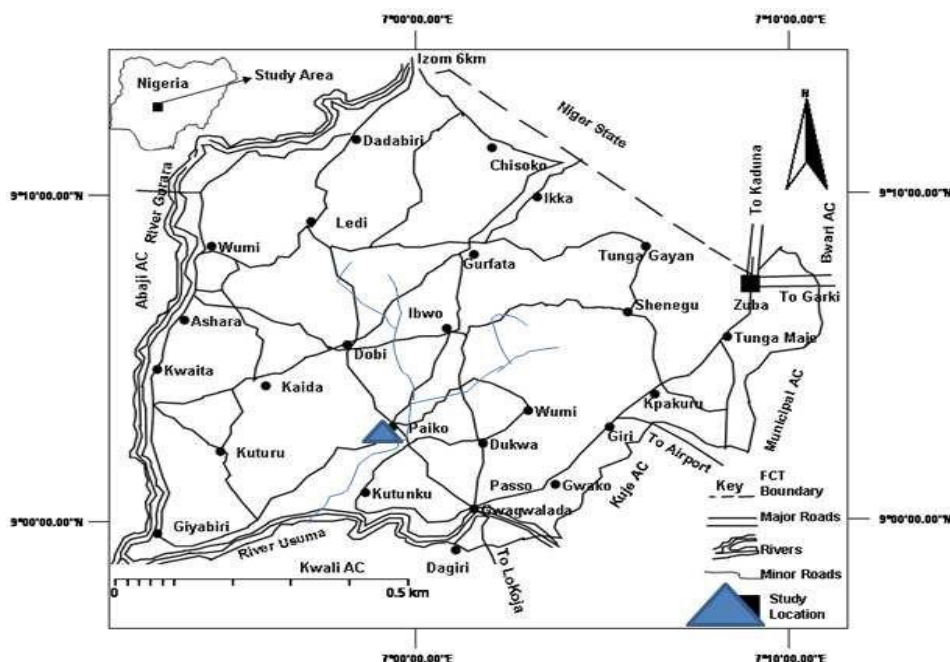 7°00'00.00"E
7°10'00.00"E
Izom 6km
Nigeria
Study Area
N
Niger State
Dadabiri
Chisoko
To Kaduna
9°10'00.00"N
9°10'00.00"N
River Gurara
Ikka
Bwari AC
Ledi
Abaji AC
Wumi
Gurfata
Tunga Gayan
Zuba
To Garki
Ashara
Ibwo
Shenegu
Tunga Maje
Dobi
Kwaita
Kaida
Kpakuru
Municipal AC
Wumi
Paiko
Giri
To Airport
Dukwa
Kuturu
Kuje AC
Key
FCT
Boundary
Passo
Gwako
Kutunku
Gwaqwalada
Major Roads
9°00'00.00"N
9°00'00.00"N
Giyabiri
River Usuma
Rivers
Kwali AC
Dagiri
To LoKoja
Minor Roads
0
0.5 km
Study
Location
7°00'00.00"E
7°10'00.00"E